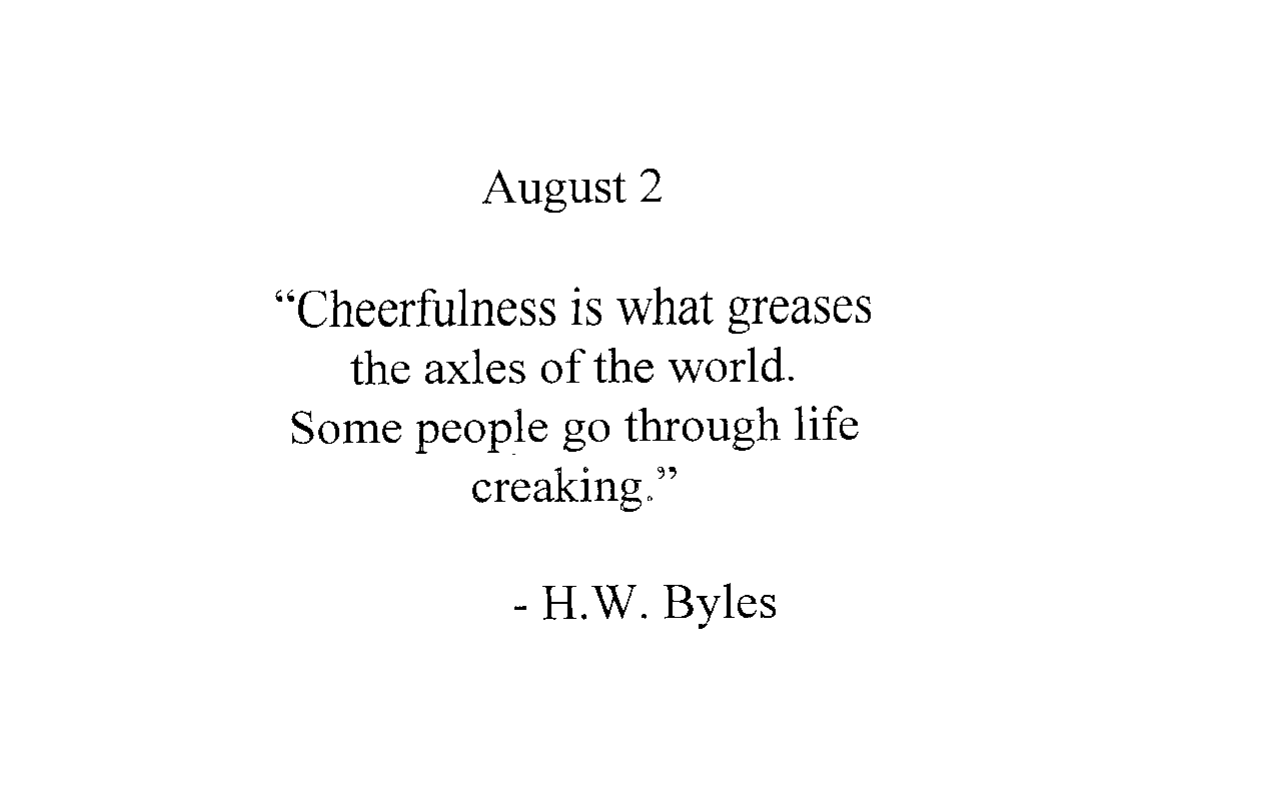 August 2
“Cheerfulness is what greases
the axles of the world.
Some people go through life
creaking.”
- H.W. Byles